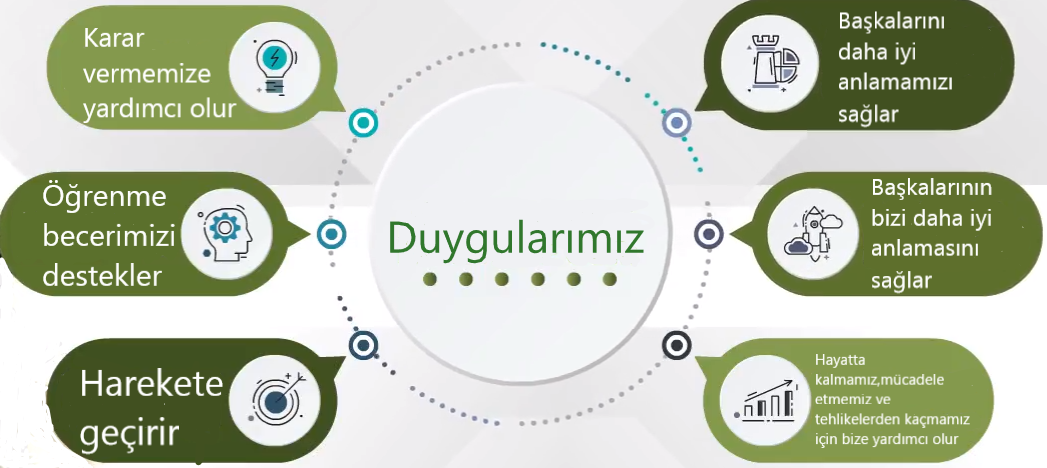 Karar
vermemize
yardımcı olur
Öğrenme
becerimizi
destekler
Harekete
geçirir
Duygularımız
Başkalarını
daha iyi
anlamamızı
sağlar
Başkalarının
bizi daha iyi
anlamasını
sağlar
Hayatta
kalmamız,mücadele
etmemiz ve
tehlikelerden kaçmamız
için bize yardımcı olur